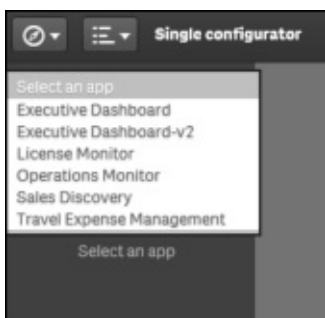 Single configurator
Select an app
Executive Dashboard
Executive Dashboard-v2
License Monitor
Operations Monitor
Sales Discovery
Travel Expense Management
Select an app